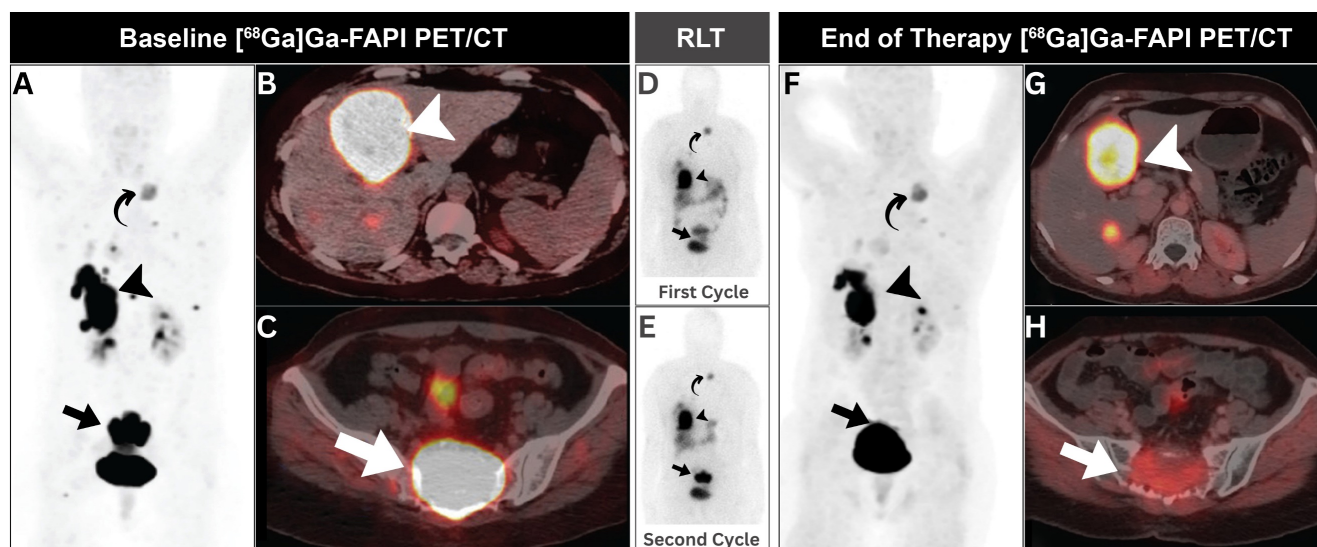 Baseline [⁶⁸Ga]Ga-FAPI PET/CT
RLT
End of Therapy [⁶⁸Ga]Ga-FAPI PET/CT
A
B
C
D
First Cycle
E
Second Cycle
F
G
H